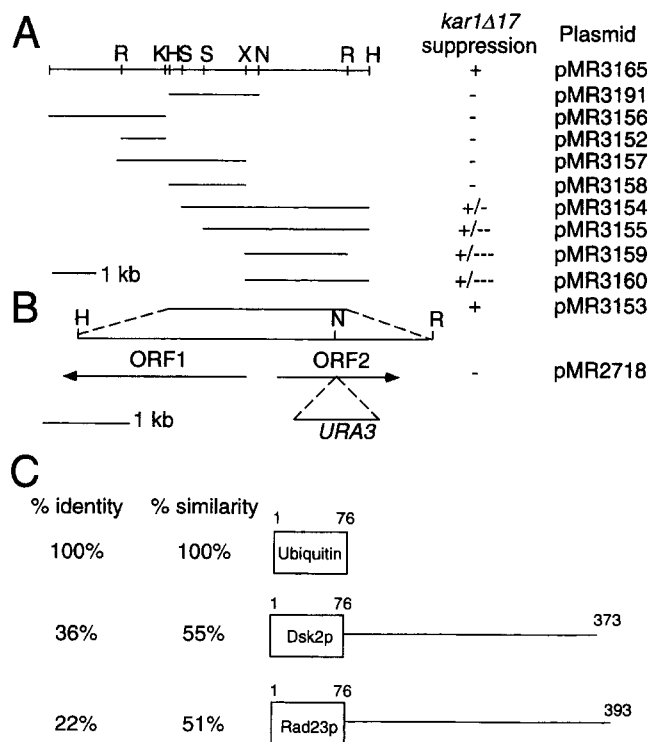 A
kar1Δ17 suppression Plasmid
R K H S S X N R H
+ pMR3165
- pMR3191
- pMR3156
- pMR3152
- pMR3157
- pMR3158
+/- pMR3154
+/-- pMR3155
+/--- pMR3159
1 kb +/--- pMR3160
B
H N R + pMR3153
ORF1 ORF2
- pMR2718
1 kb
URA3
C
% identity % similarity
1 76
100% 100% Ubiquitin
1 76 373
36% 55% Dsk2p
1 76 393
22% 51% Rad23p